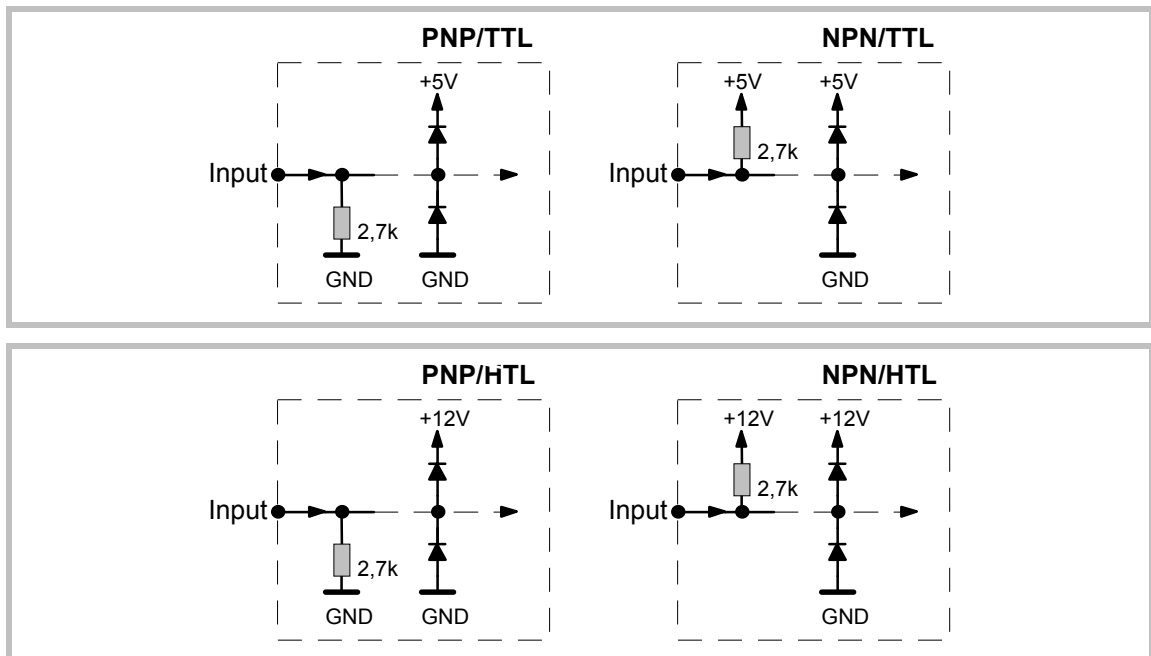 PNP/TTL NPN/TTL
+5V +5V +5V
2,7k
Input Input
2,7k
GND GND GND
PNP/HTL NPN/HTL
+12V +12V +12V
2,7k
Input Input
2,7k
GND GND GND